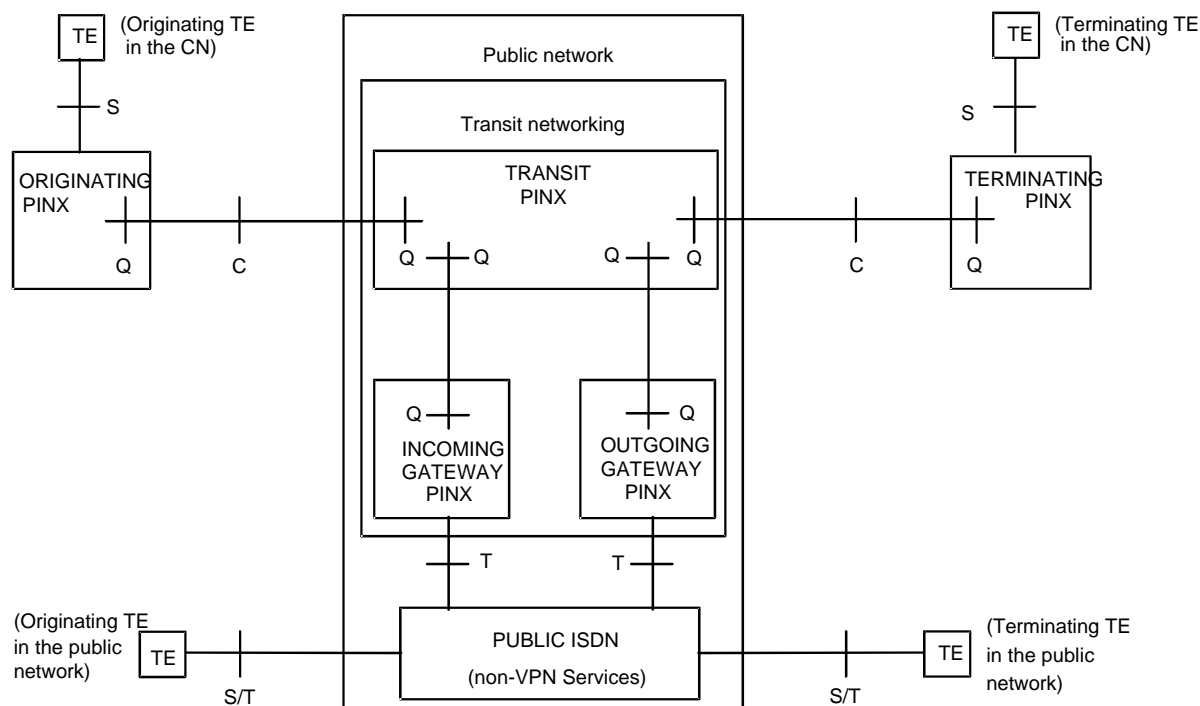 TE
(Originating TE
in the CN)
S
Public network
TE
(Terminating TE
in the CN)
S
Transit networking
ORIGINATING
PINX
Q
C
TRANSIT
PINX
Q
Q
Q
Q
TERMINATING
PINX
C
Q
Q
INCOMING
GATEWAY
PINX
Q
OUTGOING
GATEWAY
PINX
T
T
(Originating TE
in the public
network)
TE
S/T
PUBLIC ISDN
(non-VPN Services)
S/T
TE
(Terminating TE
in the public
network)